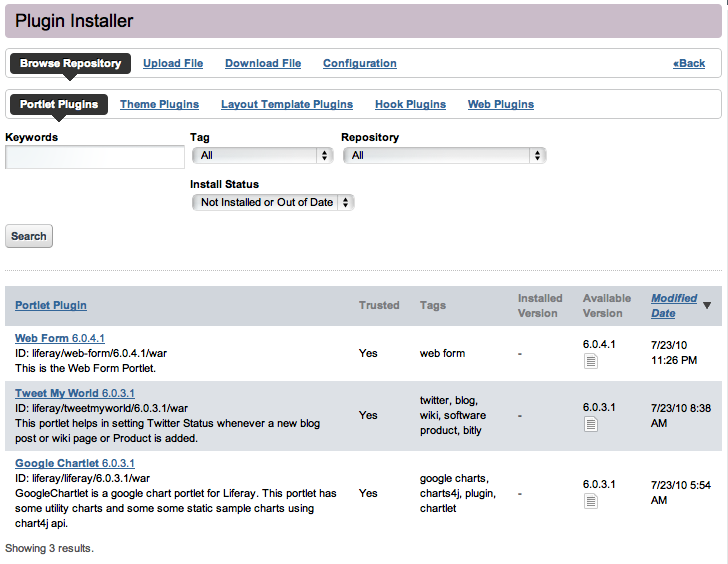 Plugin Installer
Browse Repository Upload File Download File Configuration «Back
Portlet Plugins Theme Plugins Layout Template Plugins Hook Plugins Web Plugins
Keywords Tag Repository
All All
Install Status
Not Installed or Out of Date
Search
Portlet Plugin Trusted Tags Installed Version Available Version Modified Date
Web Form 6.0.4.1
ID: liferay/web-form/6.0.4.1/war
This is the Web Form Portlet.
Yes
web form
-
6.0.4.1
7/23/10
11:26 PM
Tweet My World 6.0.3.1
ID: liferay/tweetmyworld/6.0.3.1/war
This portlet helps in setting Twitter Status whenever a new blog
post or wiki page or Product is added.
Yes
twitter, blog,
wiki, software
product, bitly
-
6.0.3.1
7/23/10 8:38
AM
Google Chartlet 6.0.3.1
ID: liferay/liferay/6.0.3.1/war
GoogleChartlet is a google chart portlet for Liferay. This portlet has
some utility charts and some some static sample charts using
chart4j api.
Yes
google charts,
charts4j, plugin,
chartlet
-
6.0.3.1
7/23/10 5:54
AM
Showing 3 results.